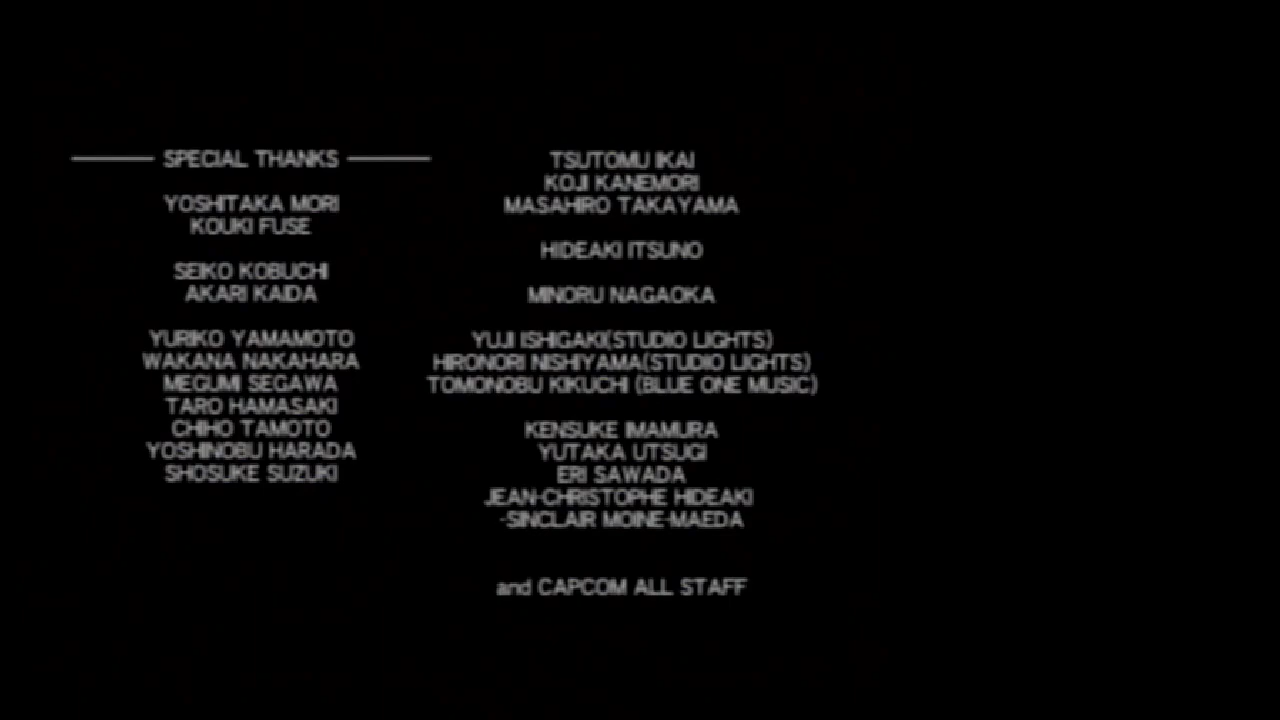 SPECIAL THANKS
YOSHITAKA MORI
KOUKI FUSE
SEIKO KOBUCHI
AKARI KAIDA
YURIKO YAMAMOTO
WAKANA NAKAHARA
MEGUMI SEGAWA
TARO HAMASAKI
CHIHO TAMOTO
YOSHINOBU HARADA
SHOSUKE SUZUKI
TSUTOMU IKAI
KOJI KANEMORI
MASAHIRO TAKAYAMA
HIDEAKI ITSUNO
MINORU NAGAOKA
YUJI ISHIGAKI(STUDIO LIGHTS)
HIRONORI NISHIYAMA(STUDIO LIGHTS)
TOMONOBU KIKUCHI (BLUE ONE MUSIC)
KENSUKE IMAMURA
YUTAKA UTSUGI
ERI SAWADA
JEAN-CHRISTOPHE HIDEAKI
-SINCLAIR MOINE-MAEDA
and CAPCOM ALL STAFF